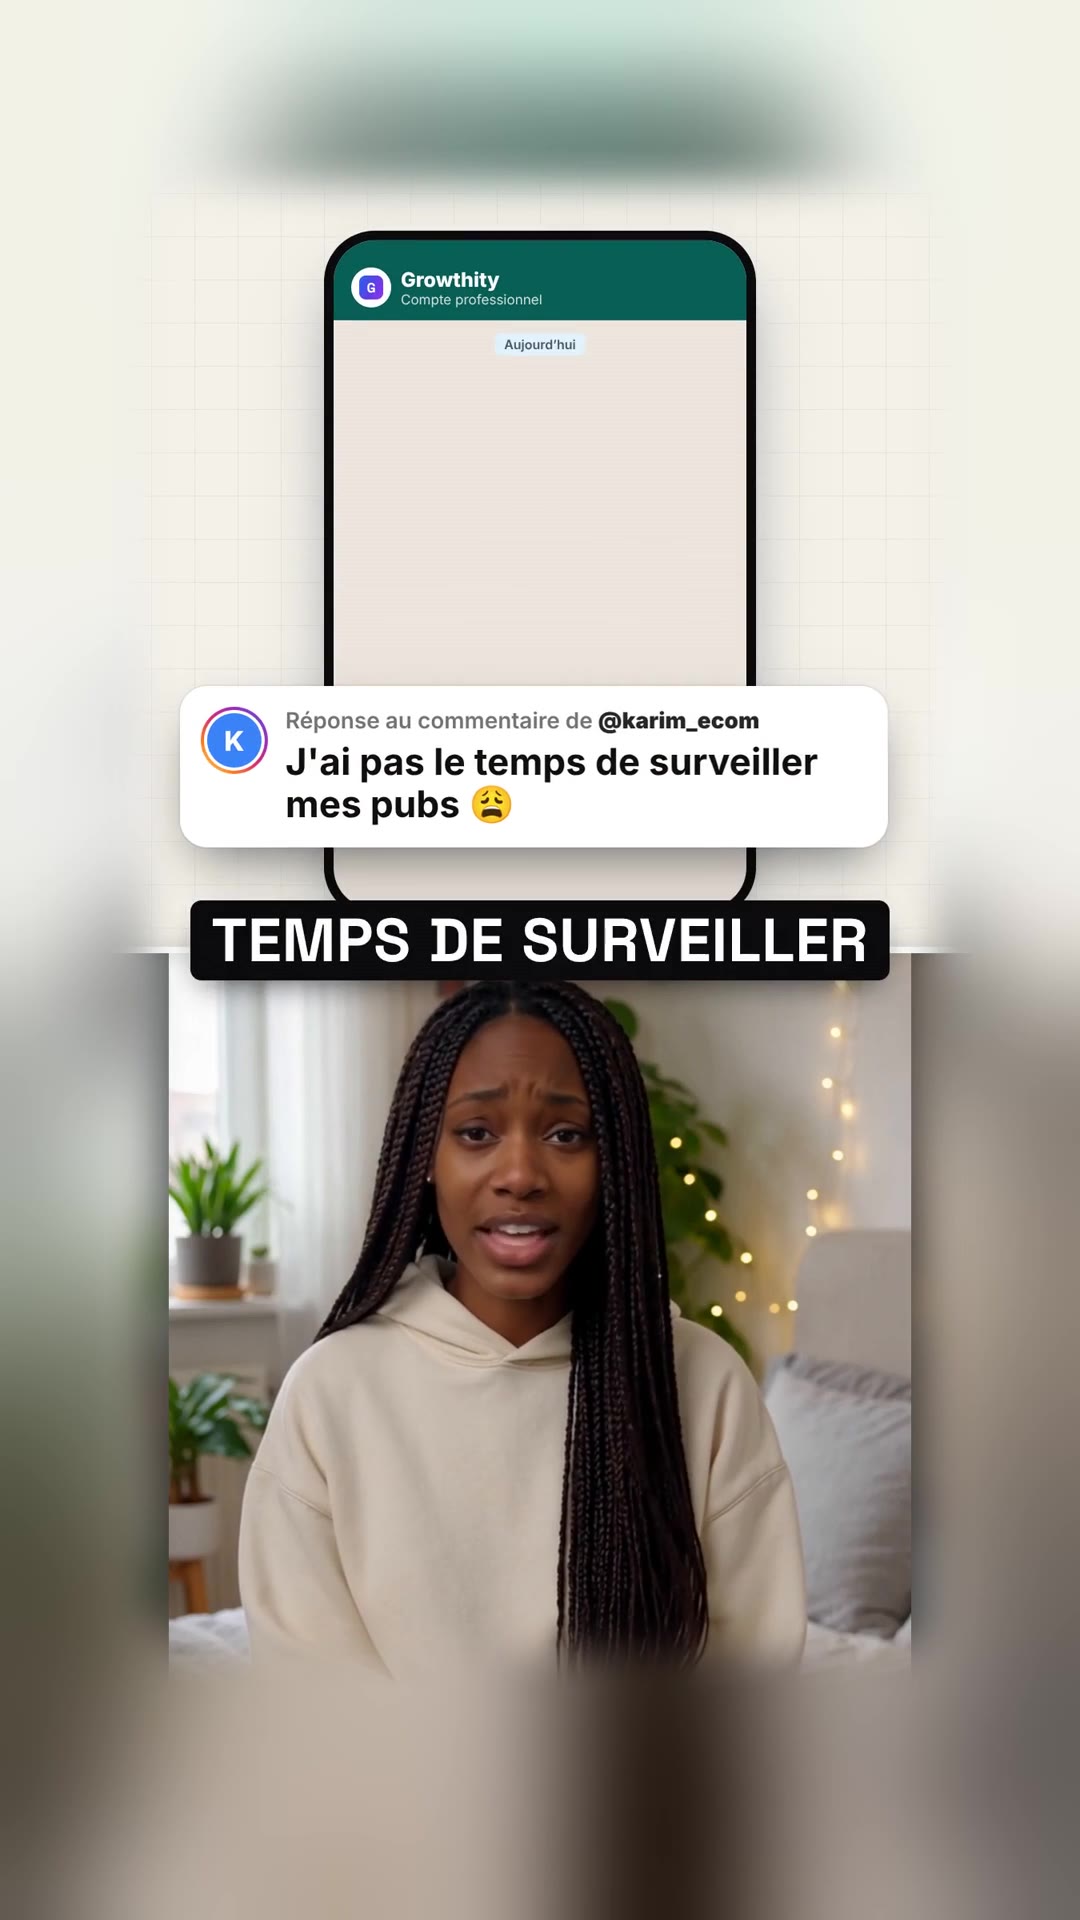 G
Growthity
Compte professionnel
Aujourd'hui
K
Réponse au commentaire de @karim_ecom
J'ai pas le temps de surveiller
mes pubs 😩
TEMPS DE SURVEILLER